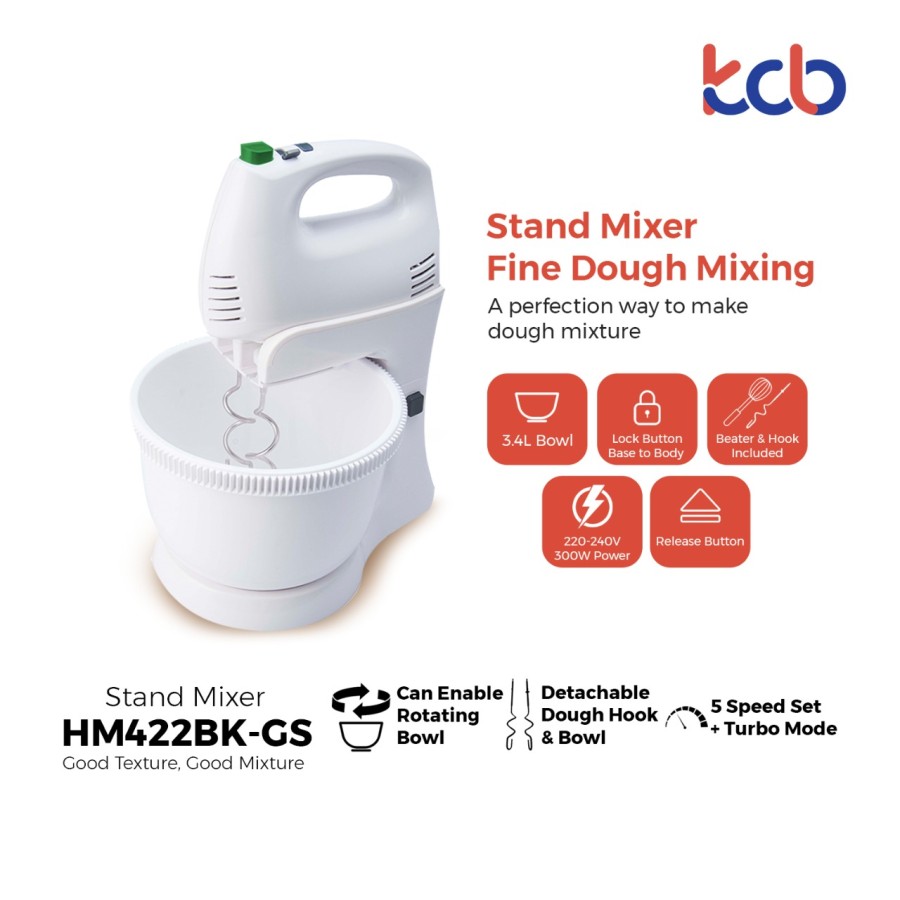 kcb
Stand Mixer
Fine Dough Mixing
A perfection way to make
dough mixture
3.4L Bowl
Lock Button
Base to Body
Beater & Hook
Included
220-240V
300W Power
Release Button
Stand Mixer
HM422BK-GS
Good Texture, Good Mixture
Can Enable
Rotating
Bowl
Detachable
Dough Hook
& Bowl
5 Speed Set
+ Turbo Mode